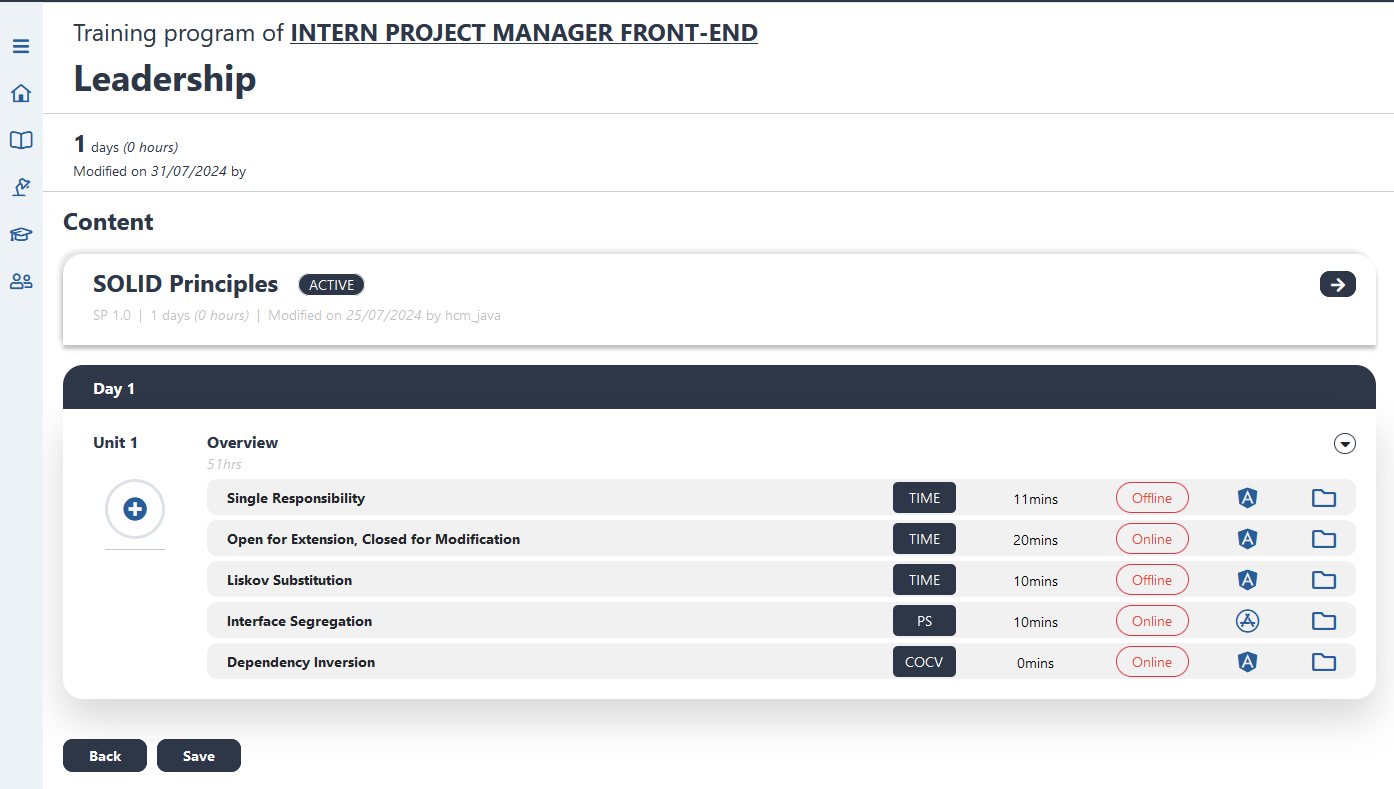 Training program of INTERN PROJECT MANAGER FRONT-END
Leadership
1 days (0 hours)
Modified on 31/07/2024 by
Content
SOLID Principles ACTIVE
SP 1.0 | 1 days (0 hours) | Modified on 25/07/2024 by hcm_java
Day 1
Unit 1 Overview
51hrs
Single Responsibility TIME 11mins Offline
Open for Extension, Closed for Modification TIME 20mins Online
Liskov Substitution TIME 10mins Offline
Interface Segregation PS 10mins Online
Dependency Inversion COCV 0mins Online
Back Save